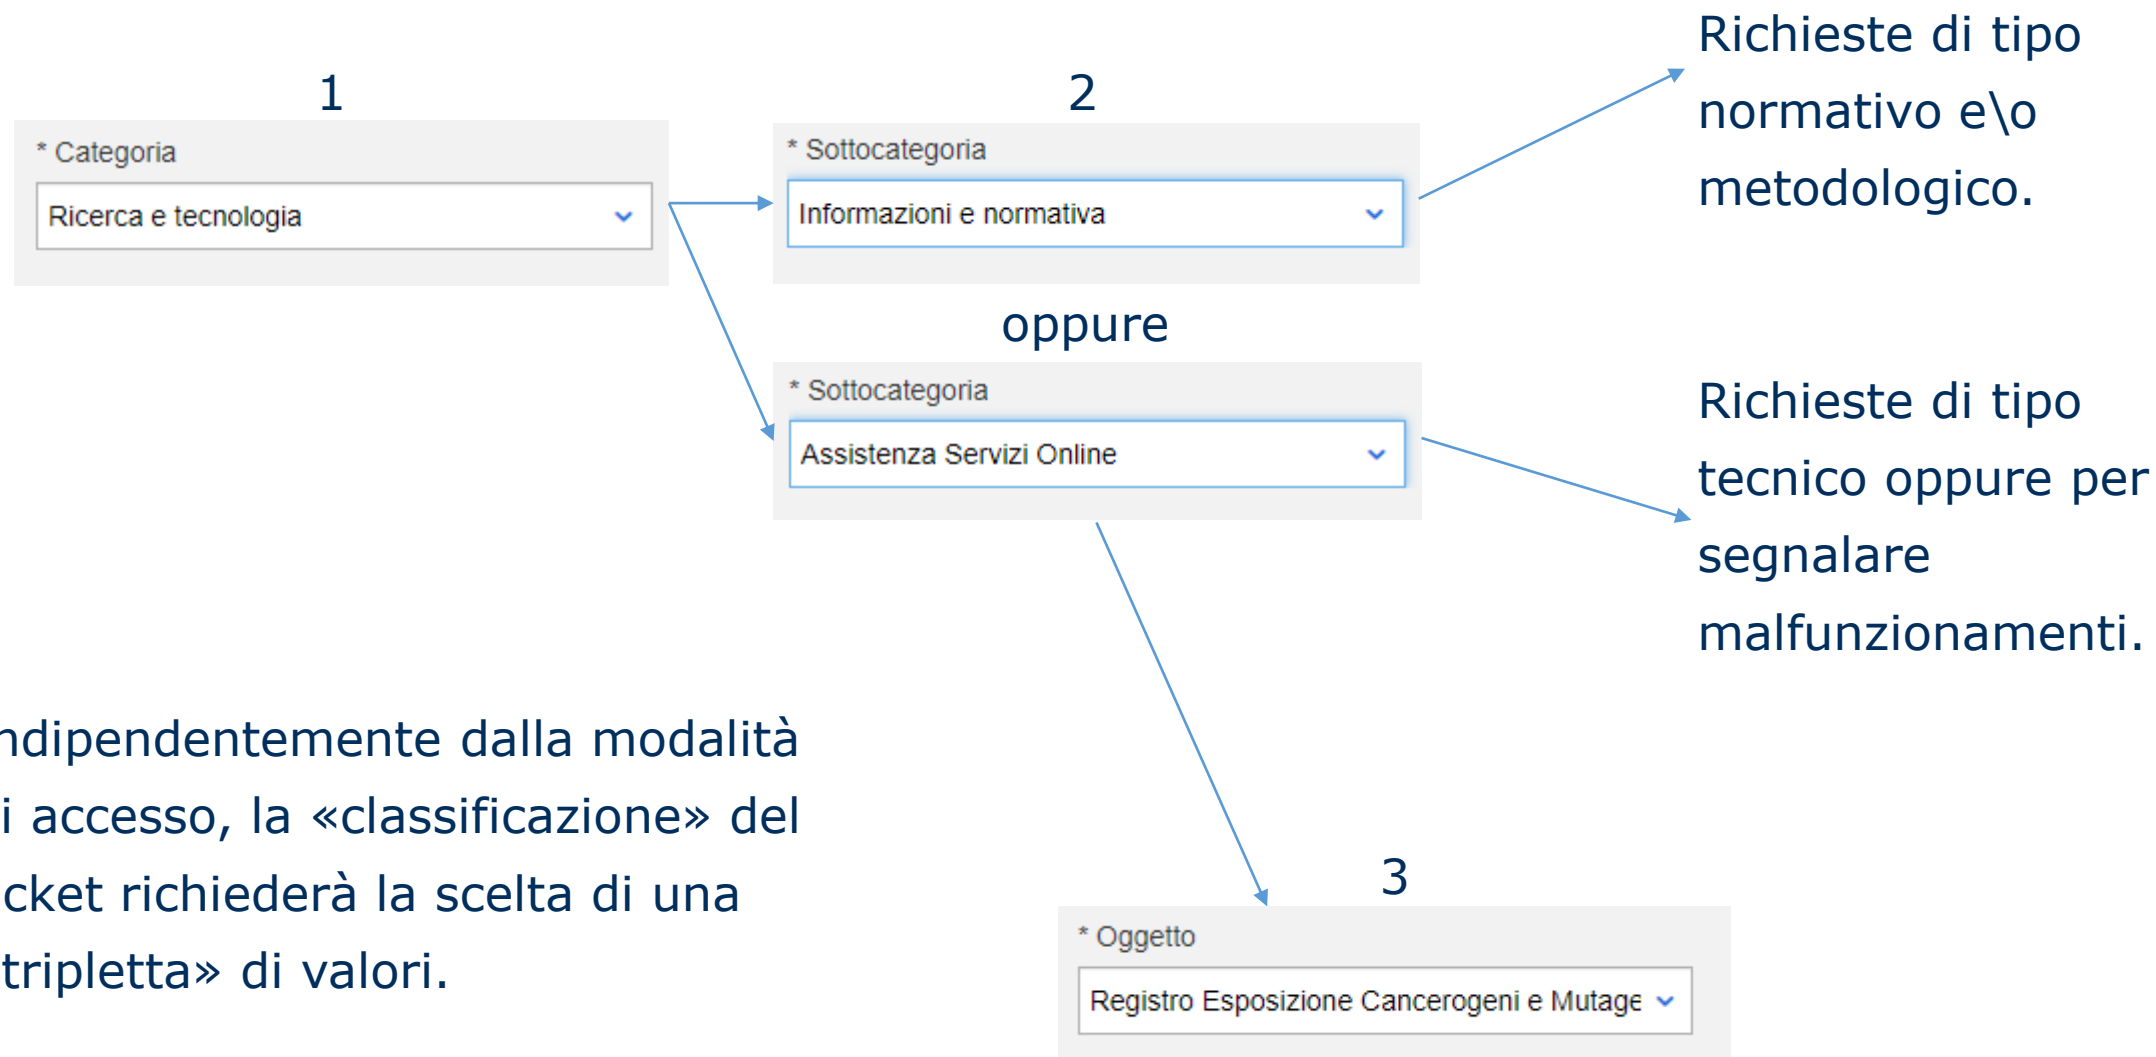 1
* Categoria
Ricerca e tecnologia
2
* Sottocategoria
Informazioni e normativa
Richieste di tipo
normativo e\o
metodologico.
oppure
* Sottocategoria
Assistenza Servizi Online
Richieste di tipo
tecnico oppure per
segnalare
malfunzionamenti.
ndipendentemente dalla modalità
i accesso, la «classificazione» del
cket richiederà la scelta di una
tripletta» di valori.
3
* Oggetto
Registro Esposizione Cancerogeni e Mutage